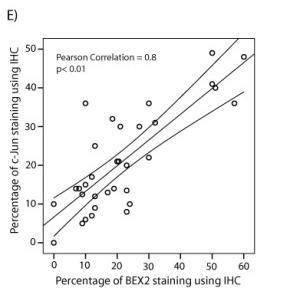 E)
Pearson Correlation = 0.8
p< 0.01
Percentage of c-Jun staining using IHC
50
40
30
20
10
0
0 10 20 30 40 50 60
Percentage of BEX2 staining using IHC